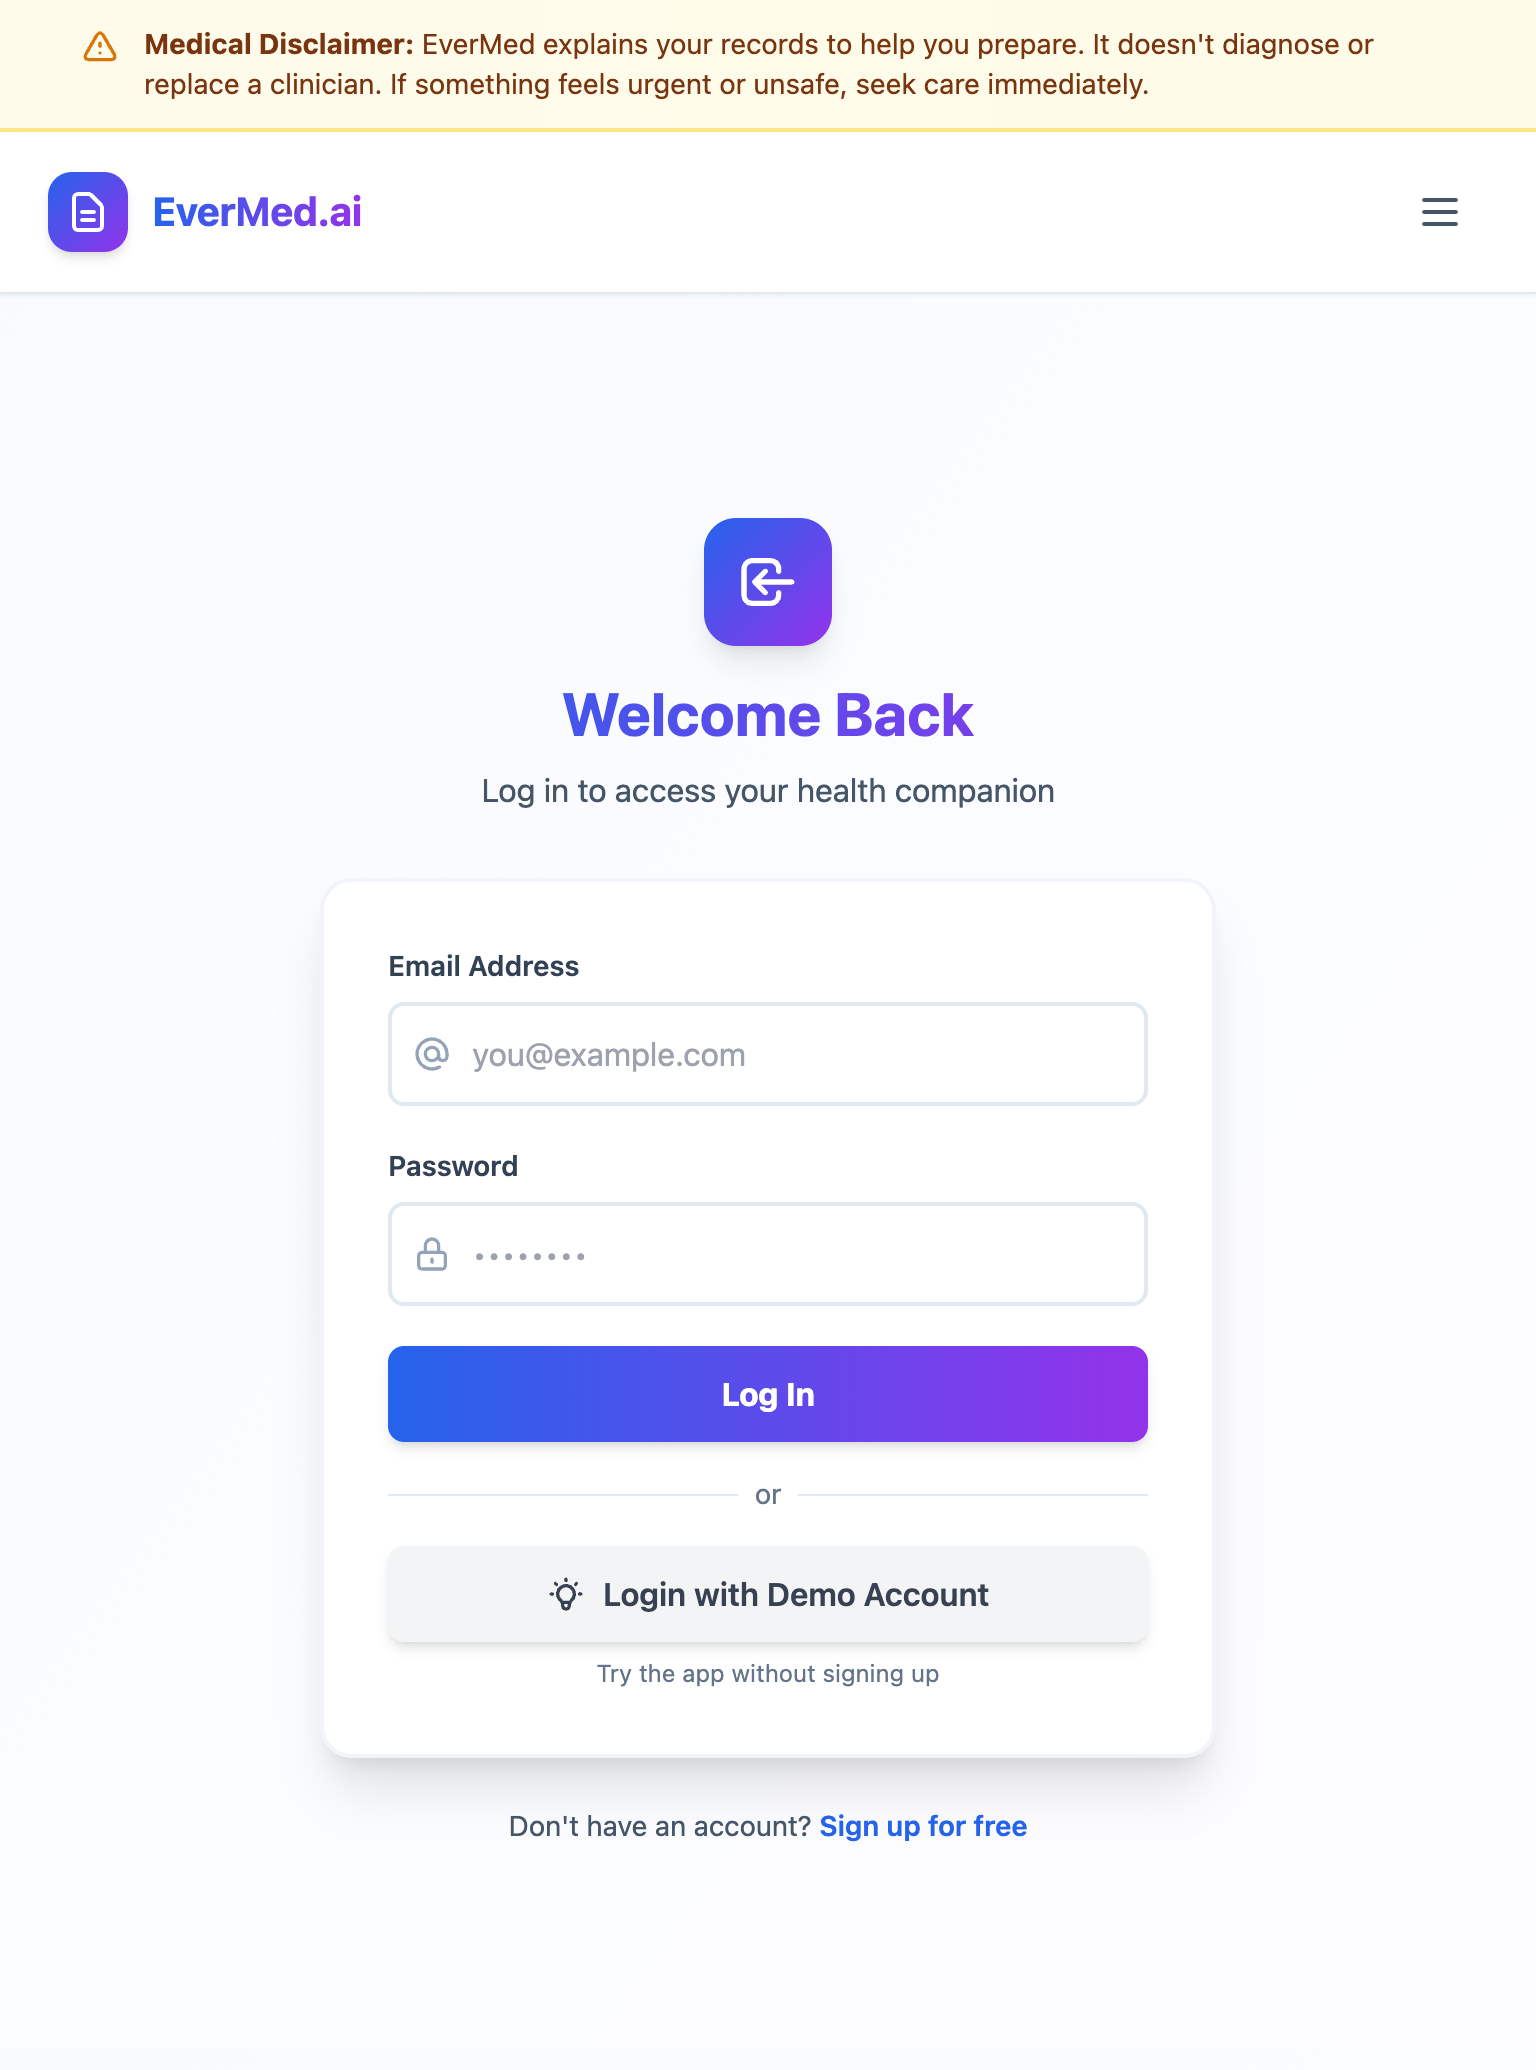 Medical Disclaimer: EverMed explains your records to help you prepare. It doesn't diagnose or
replace a clinician. If something feels urgent or unsafe, seek care immediately.
EverMed.ai
Welcome Back
Log in to access your health companion
Email Address
you@example.com
Password
••••••••
Log In
or
Login with Demo Account
Try the app without signing up
Don't have an account? Sign up for free